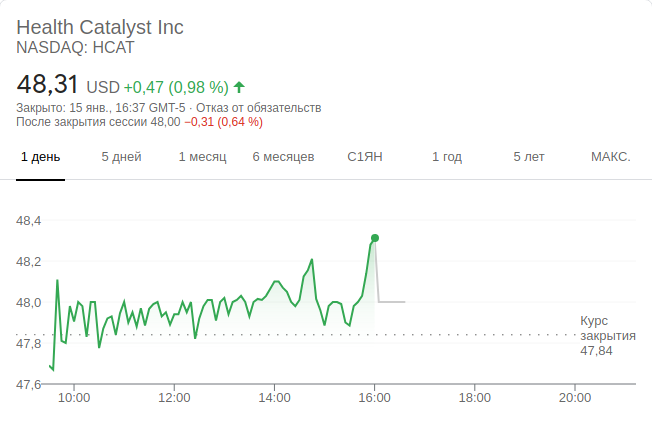 Health Catalyst Inc
NASDAQ: HCAT
48,31 USD +0,47 (0,98 %)
Закрыто: 15 янв., 16:37 GMT-5 · Отказ от обязательств
После закрытия сессии 48,00 −0,31 (0,64 %)
1 день 5 дней 1 месяц 6 месяцев С1ЯН 1 год 5 лет МАКС.
48,4
48,2
48,0
47,8
47,6
Курс
закрытия
47,84
10:00 12:00 14:00 16:00 18:00 20:00